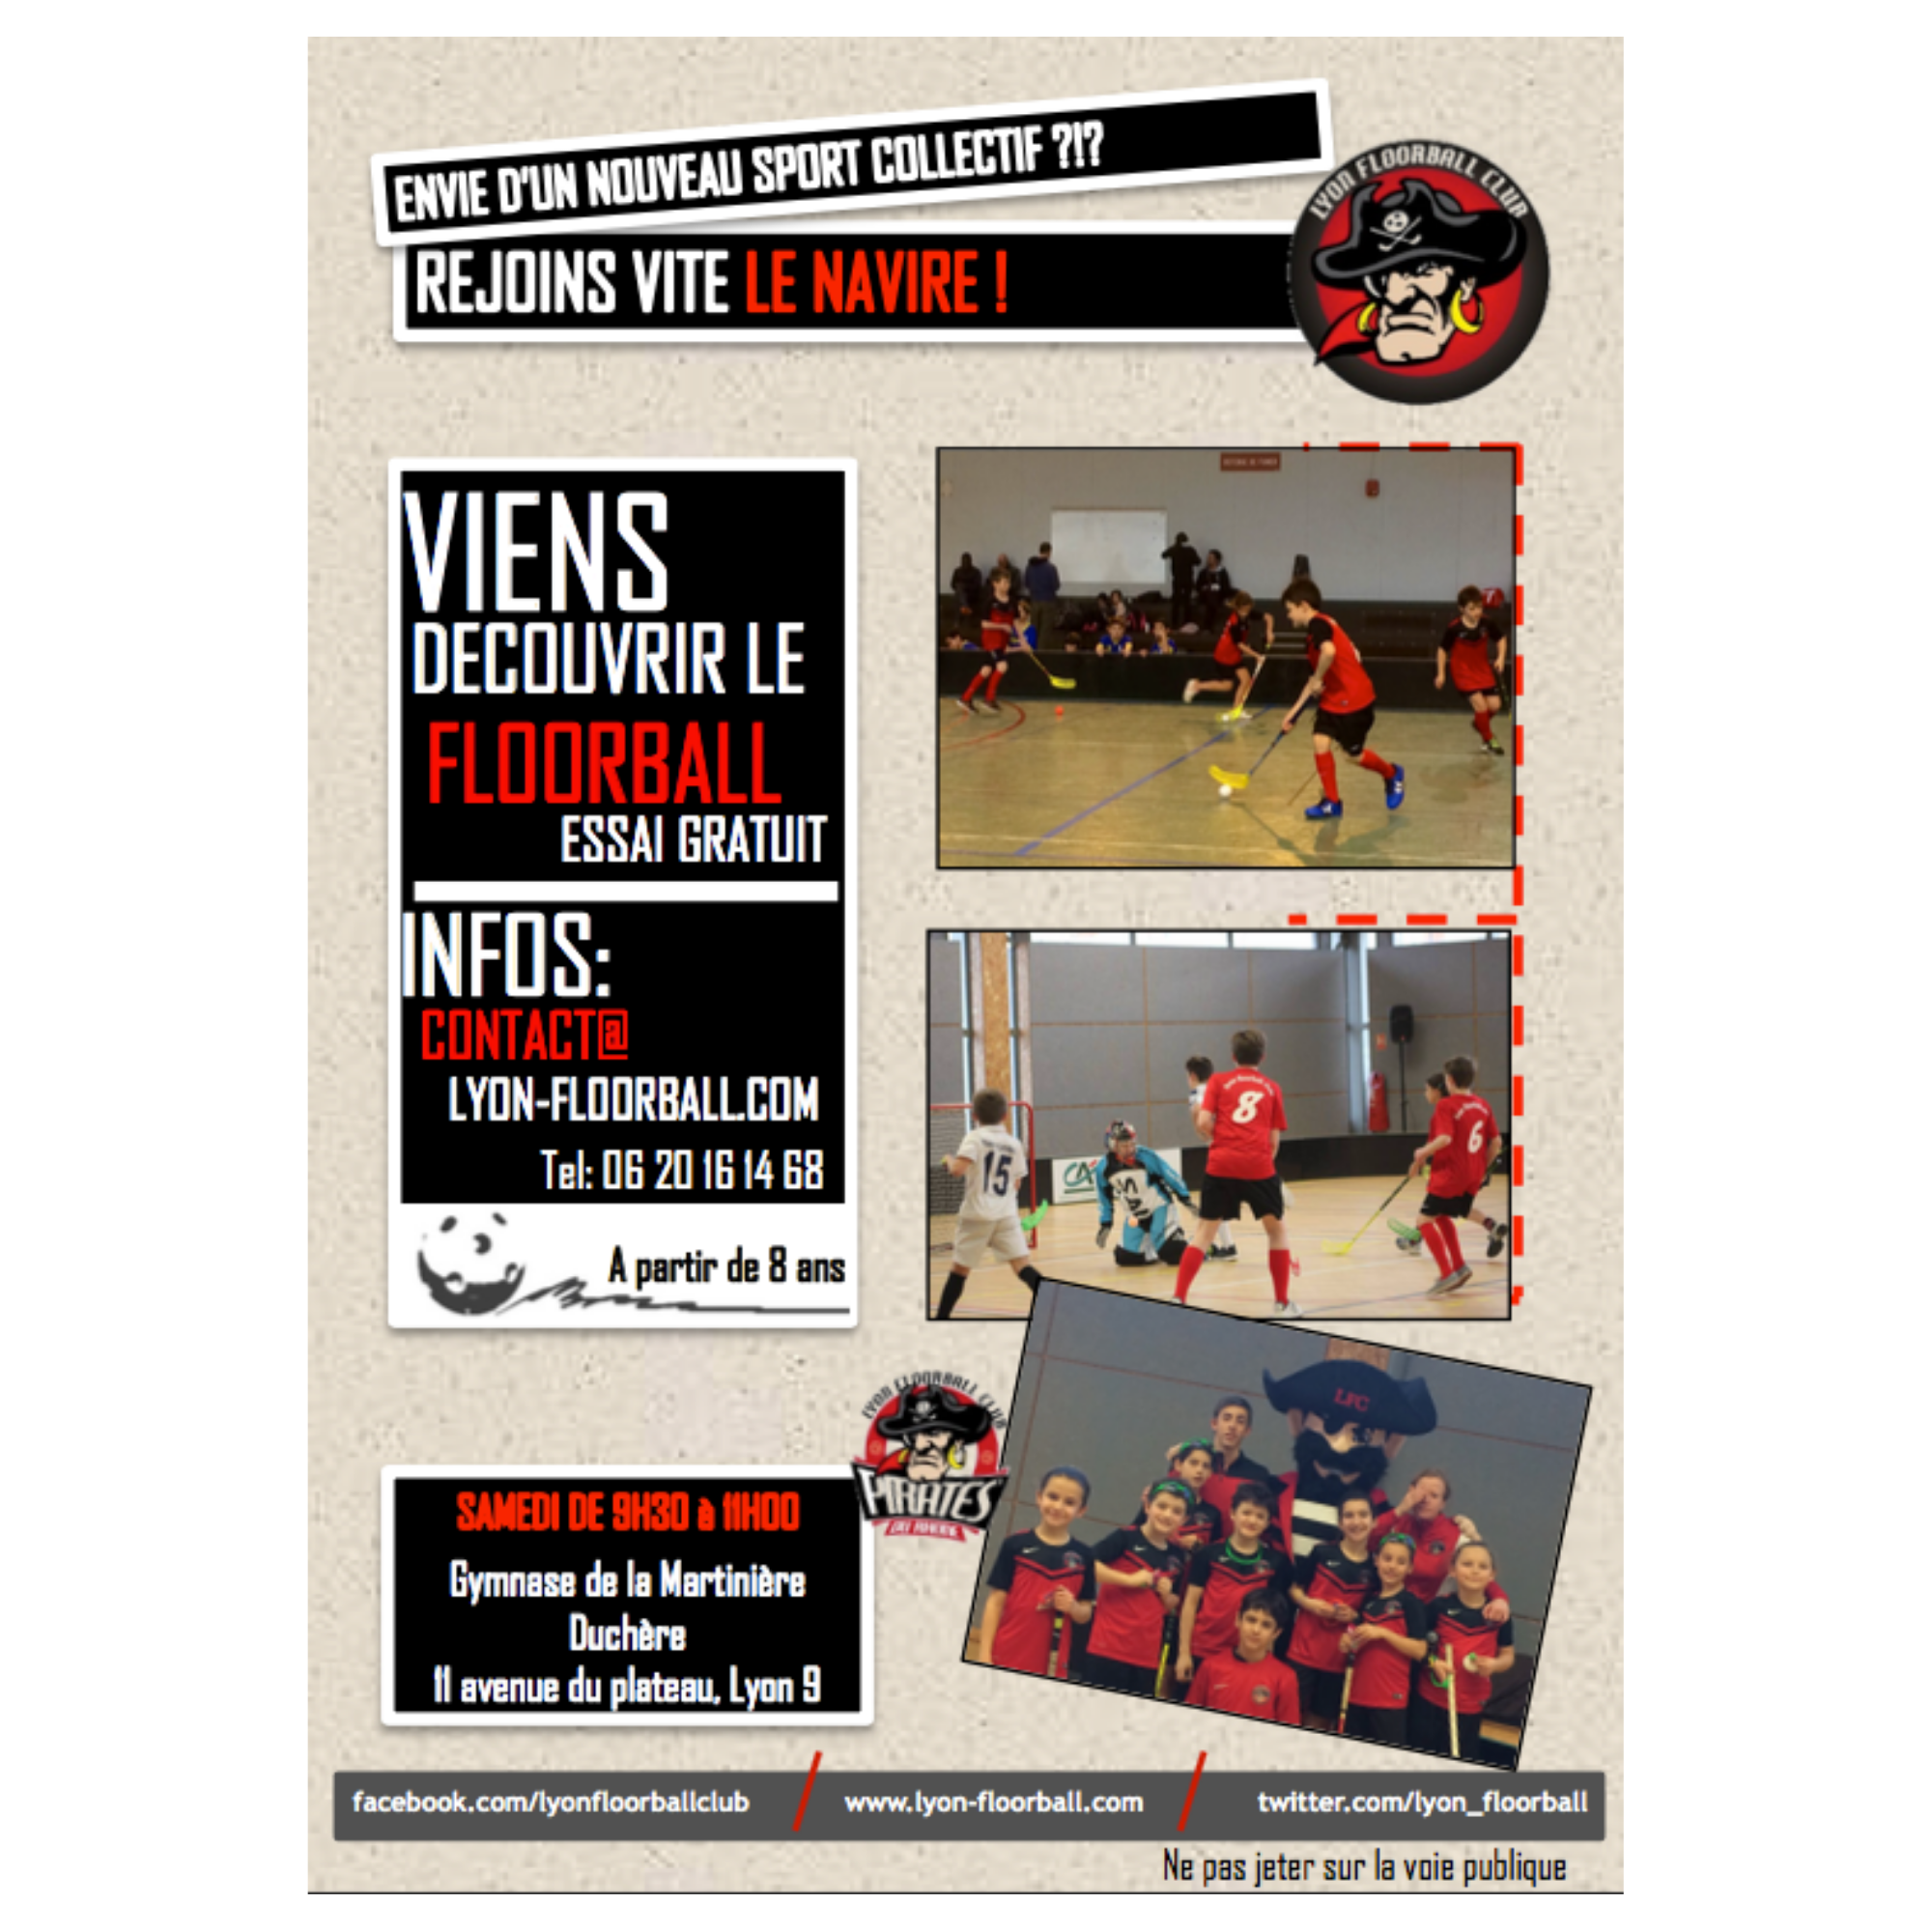 ENVIE D'UN NOUVEAU SPORT COLLECTIF ?!?
REJOINS VITE LE NAVIRE !
LYON FLOORBALL CLUB
VIENS
DECOUVRIR LE
FLOORBALL
ESSAI GRATUIT
INFOS:
CONTACT@
LYON-FLOORBALL.COM
Tel: 06 20 16 14 68
A partir de 8 ans
15
CA
8
6
LFC
LYON FLOORBALL CLUB
PIRATES
DU RHONE
SAMEDI DE 9H30 à 11H00
Gymnase de la Martinière
Duchère
11 avenue du plateau, Lyon 9
facebook.com/lyonfloorballclub
www.lyon-floorball.com
twitter.com/lyon_floorball
Ne pas jeter sur la voie publique